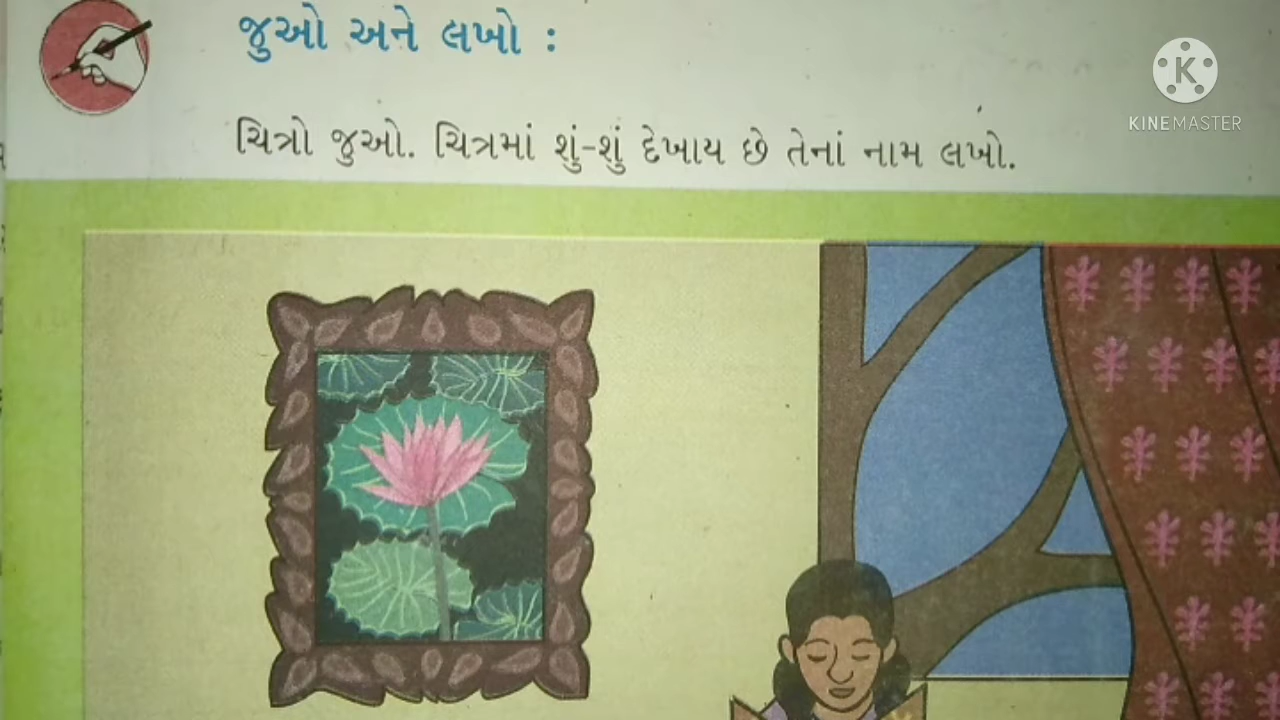 જુઓ અને લખો :
ચિત્રો જુઓ. ચિત્રમાં શું-શું દેખાય છે તેનાં નામ લખો.
KINEMASTER